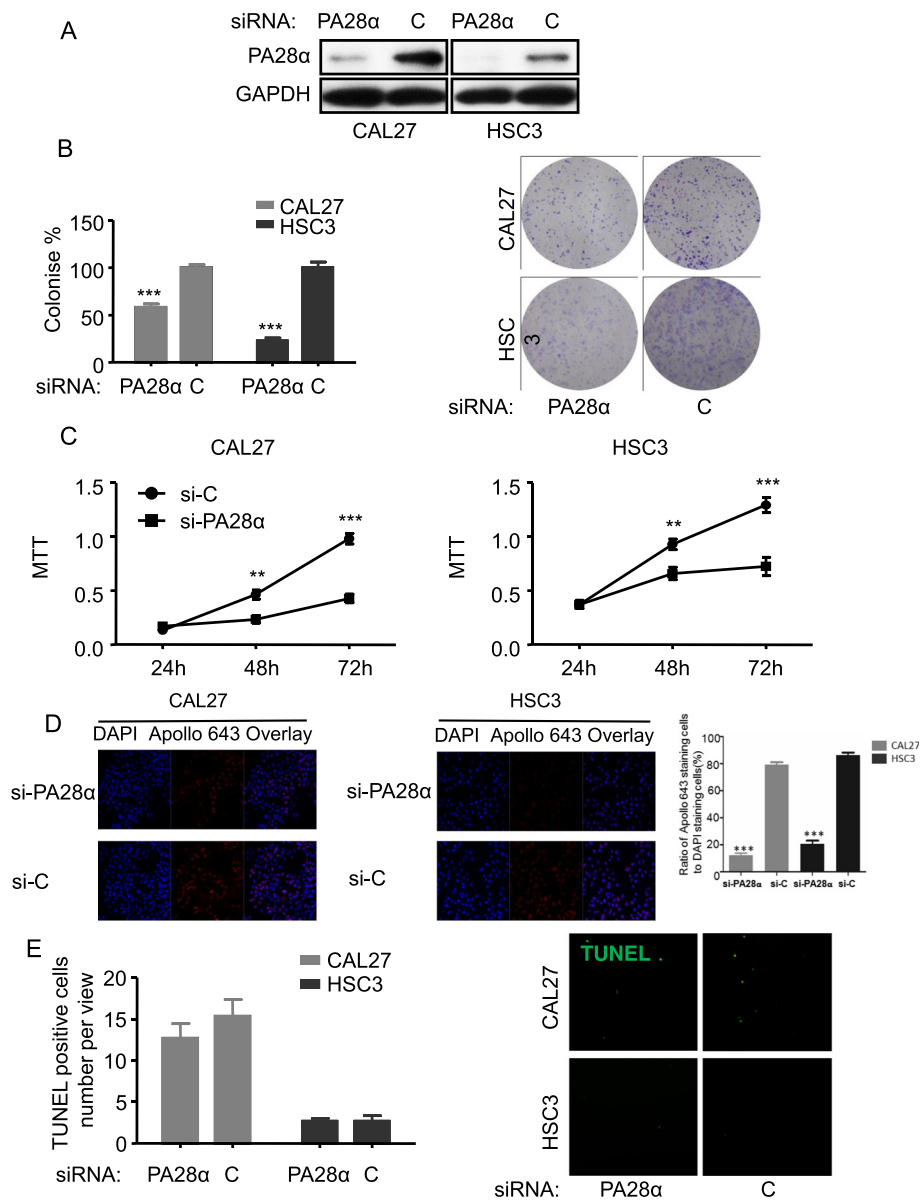 A
siRNA: PA28α C PA28α C
PA28α
GAPDH
CAL27 HSC3
B
CAL27
HSC3
Colonise %
150
100
50
0
***
***
siRNA: PA28α C PA28α C
CAL27
HSC
3
siRNA: PA28α C
C
CAL27
MTT
1.5
1.0
0.5
0.0
si-C
si-PA28α
**
***
24h 48h 72h
HSC3
MTT
1.5
1.0
0.5
0.0
**
***
24h 48h 72h
D
CAL27
DAPI Apollo 643 Overlay
si-PA28α
si-C
HSC3
DAPI Apollo 643 Overlay
si-PA28α
si-C
Ratio of Apollo 643 staining cells
to DAPI staining cells(%)
100
80
60
40
20
0
CAL27
HSC3
***
***
si-PA28α si-C si-PA28α si-C
E
TUNEL positive cells
number per view
20
15
10
5
0
CAL27
HSC3
siRNA: PA28α C PA28α C
TUNEL
CAL27
HSC3
siRNA: PA28α C